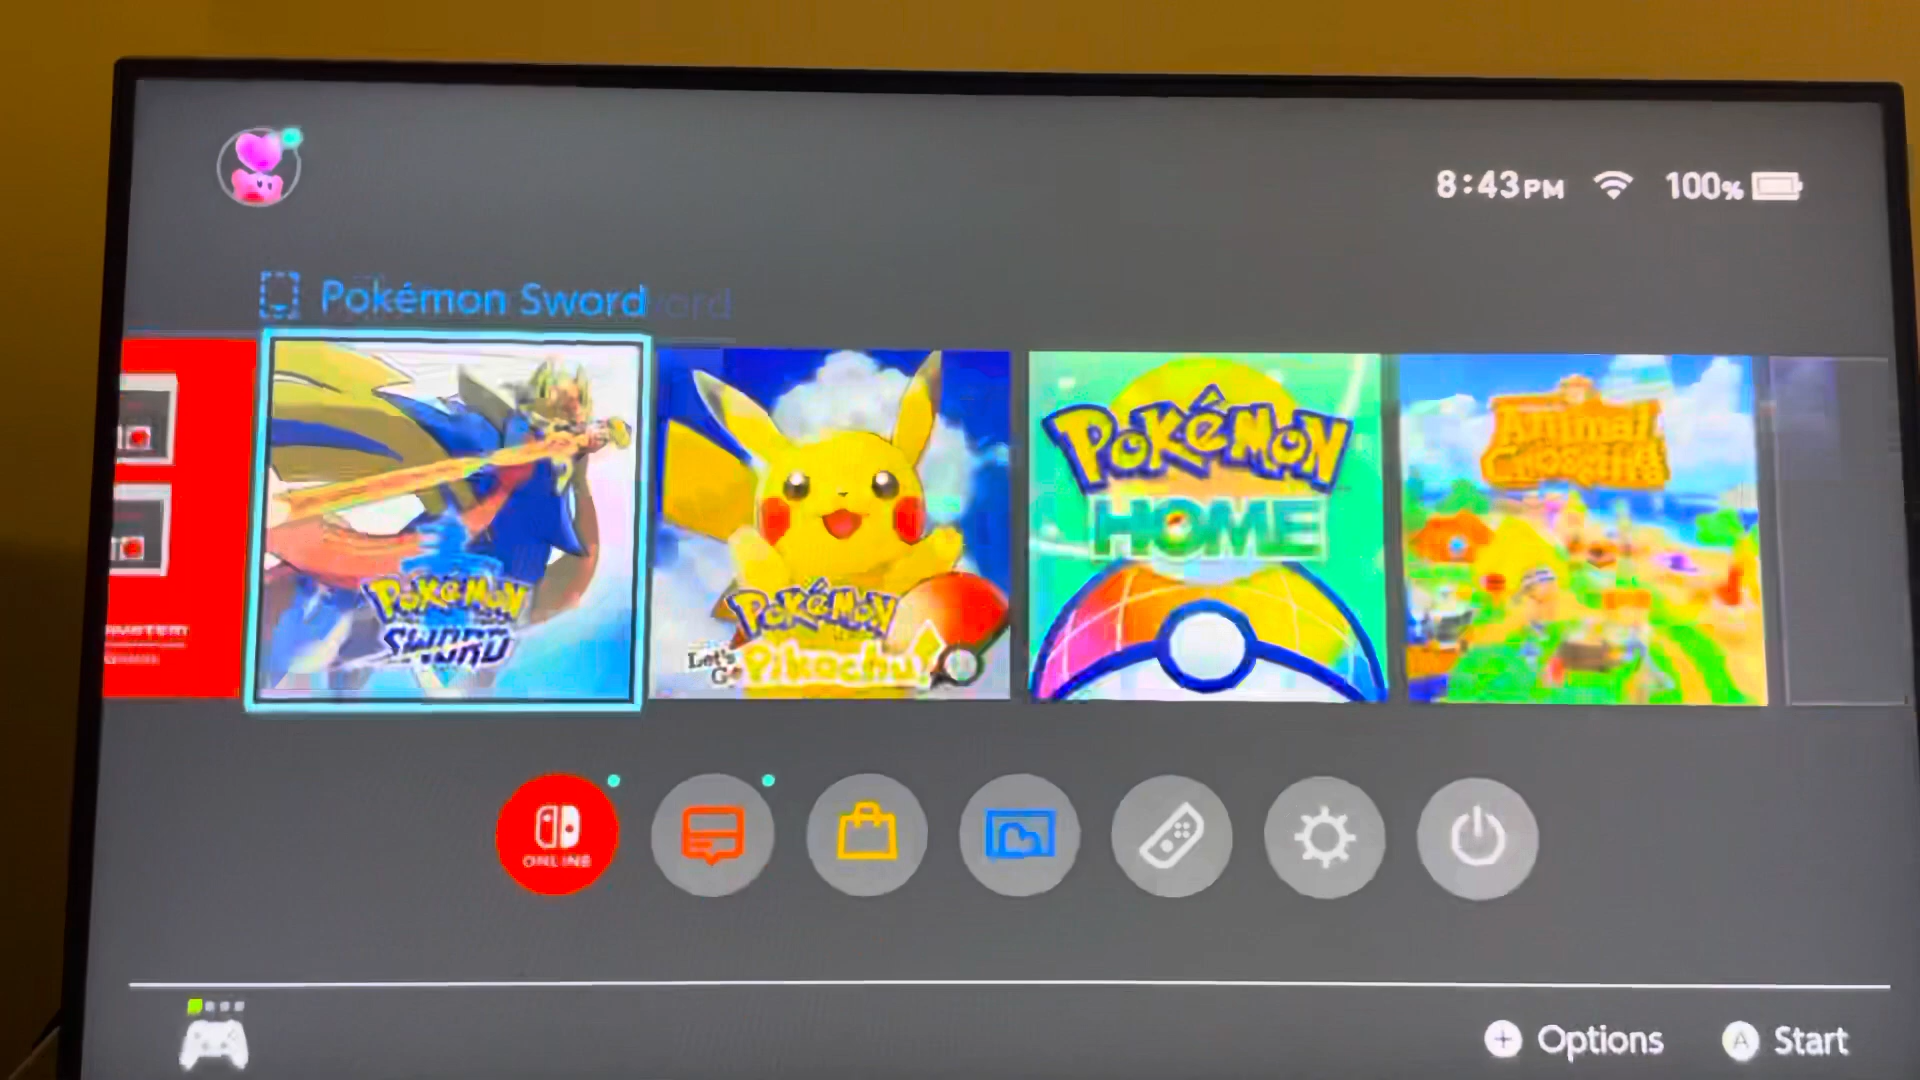 8:43PM 100%
Pokémon Sword
POKéMON
SWORD
POKéMON
Let's Go Pikachu!
POKéMON
HOME
Animal
Crossing
ONLINE
Options
A Start